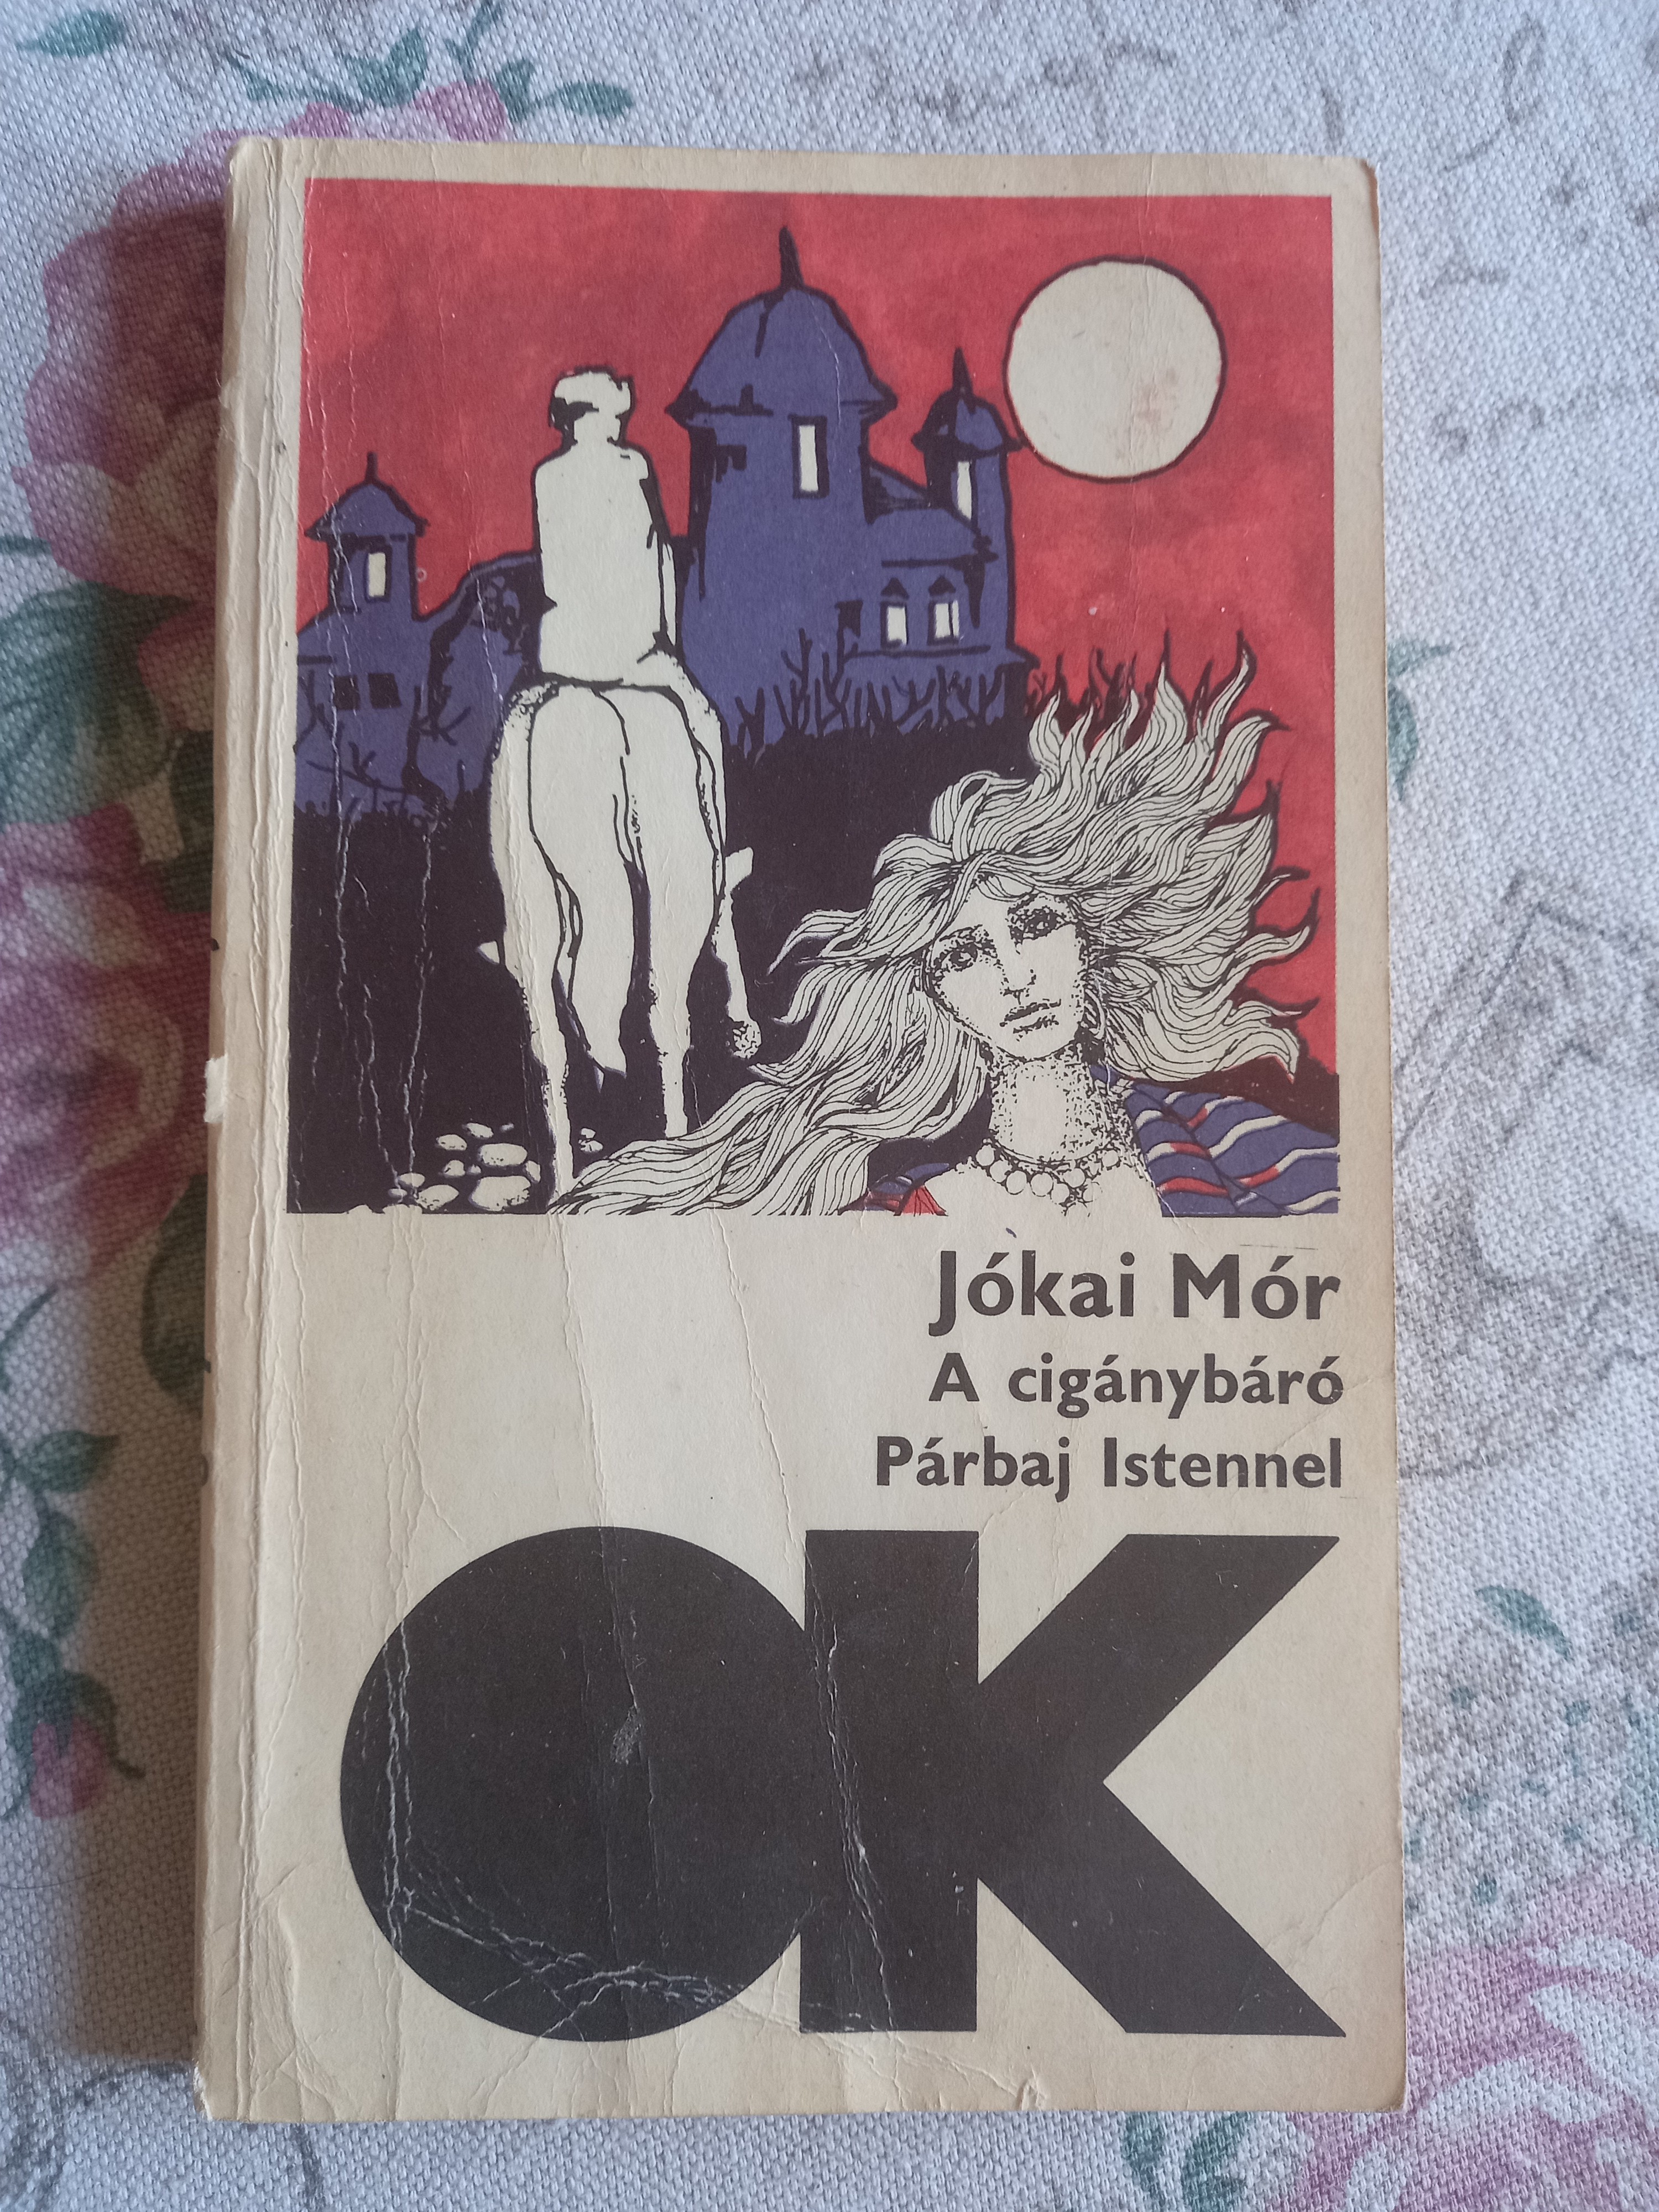 Jókai Mór
A cigánybáró
Párbaj Istennel
OK